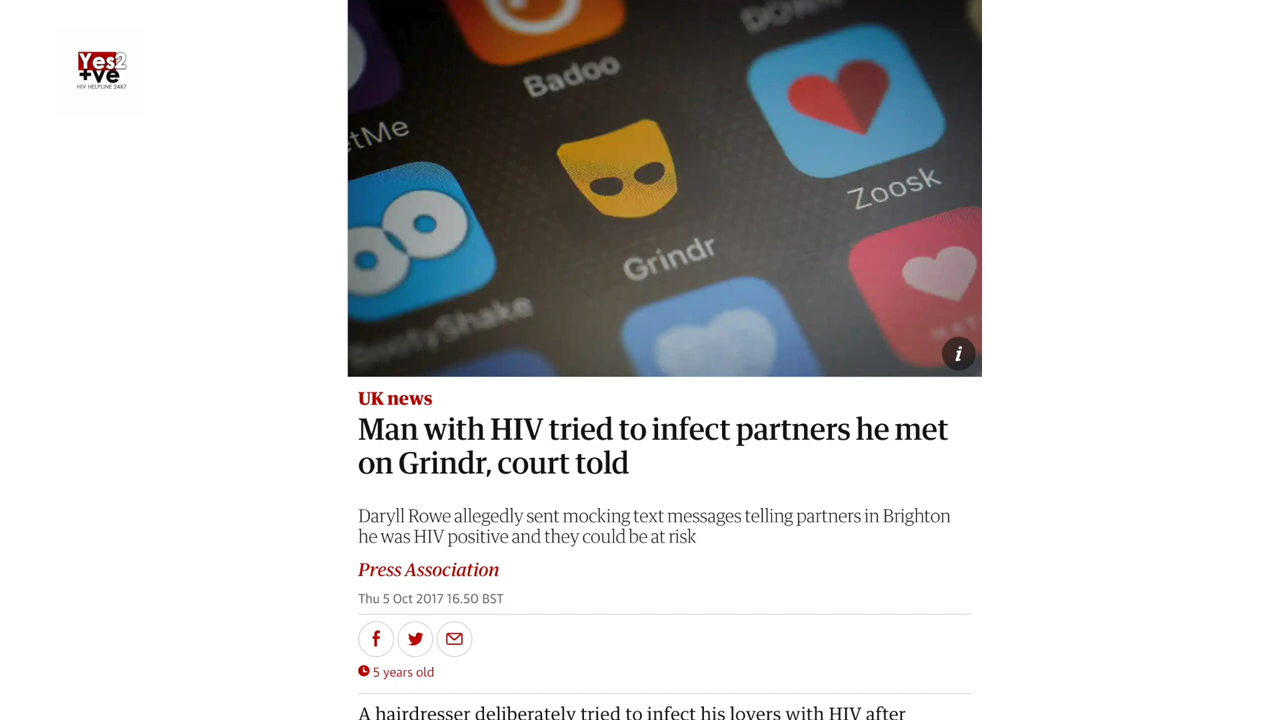 Yes2
+ve
HIV HELPLINE 24X7
Badoo
etMe
Zoosk
Grindr
BootyShake
i
UK news
Man with HIV tried to infect partners he met
on Grindr, court told
Daryll Rowe allegedly sent mocking text messages telling partners in Brighton
he was HIV positive and they could be at risk
Press Association
Thu 5 Oct 2017 16.50 BST
5 years old
A hairdresser deliberately tried to infect his lovers with HIV after